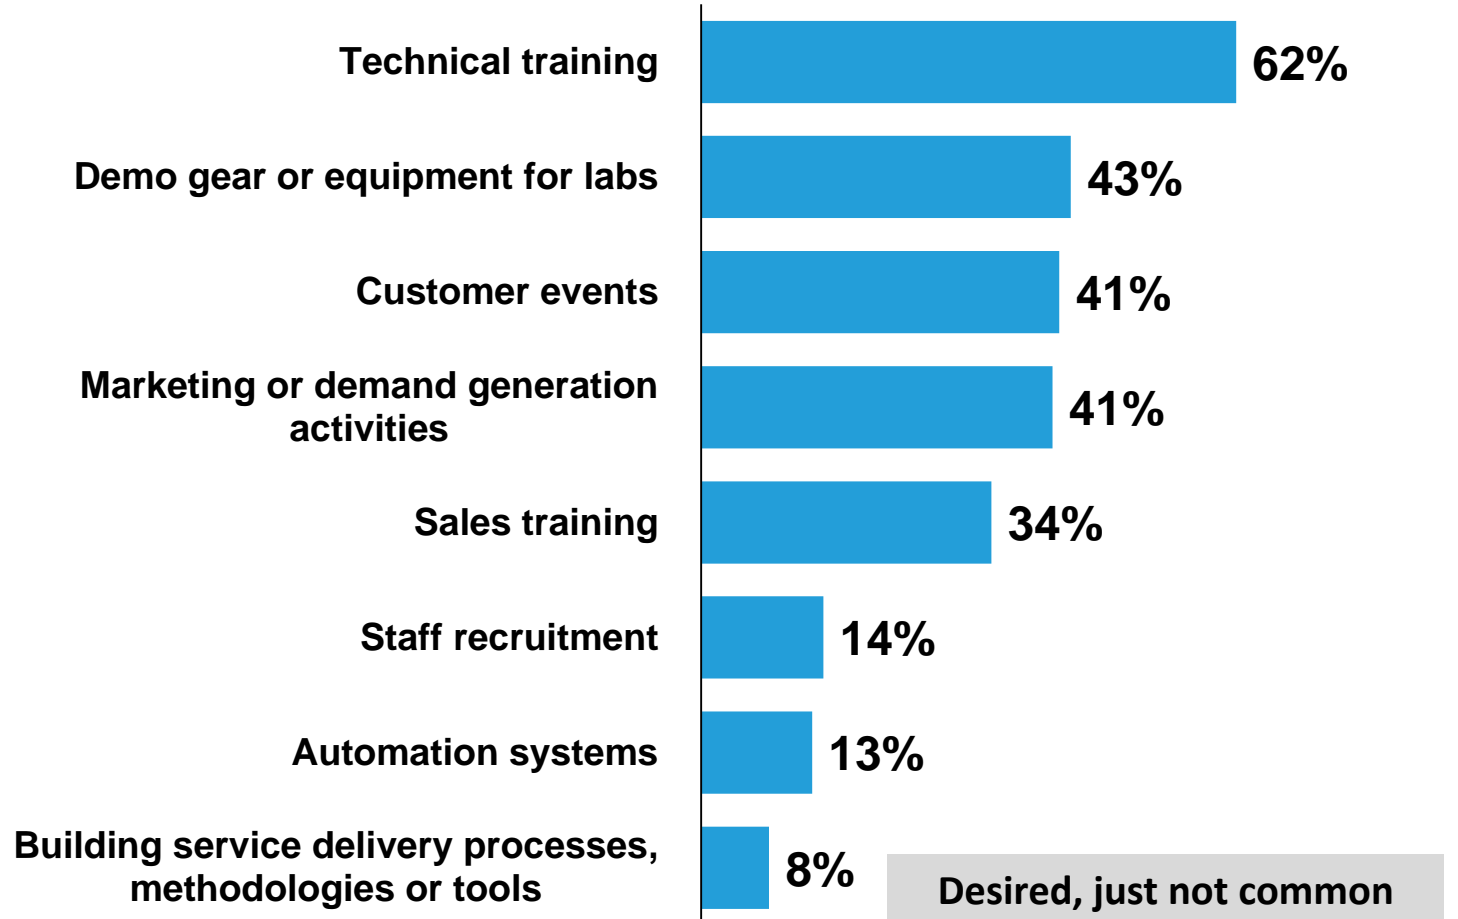 Technical training
62%
Demo gear or equipment for labs
43%
Customer events
41%
Marketing or demand generation
activities
41%
Sales training
34%
Staff recruitment
14%
Automation systems
13%
Building service delivery processes,
methodologies or tools
8%
Desired, just not common